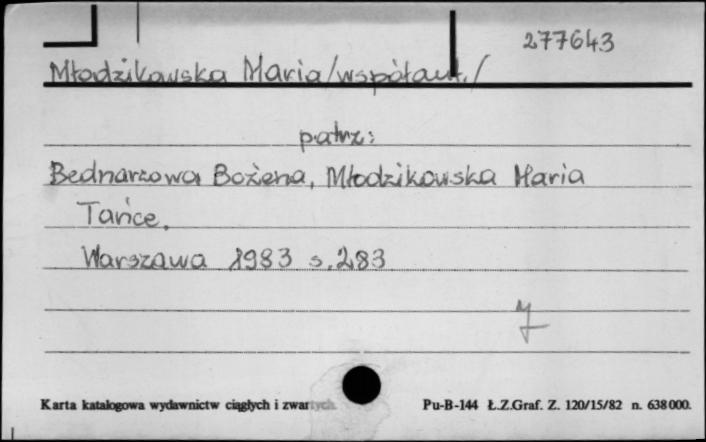 277643
Młodzikowska Maria /współaut./
patrz:
Bednarzowa Bożena, Młodzikowska Maria
Tańce.
Warszawa 1983 s. 283
Karta katalogowa wydawnictw ciągłych i zwartych Pu-B-144 Ł.Z.Graf. Z. 120/15/82 n. 638000.